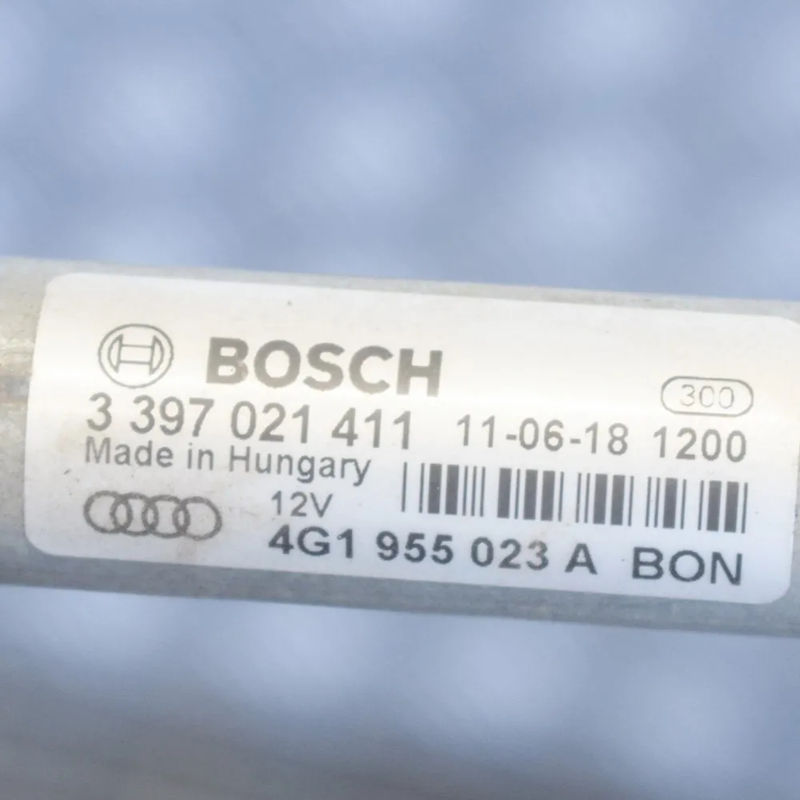 BOSCH
300
3 397 021 411 11-06-18 1200
Made in Hungary
12V
4G1 955 023 A BON